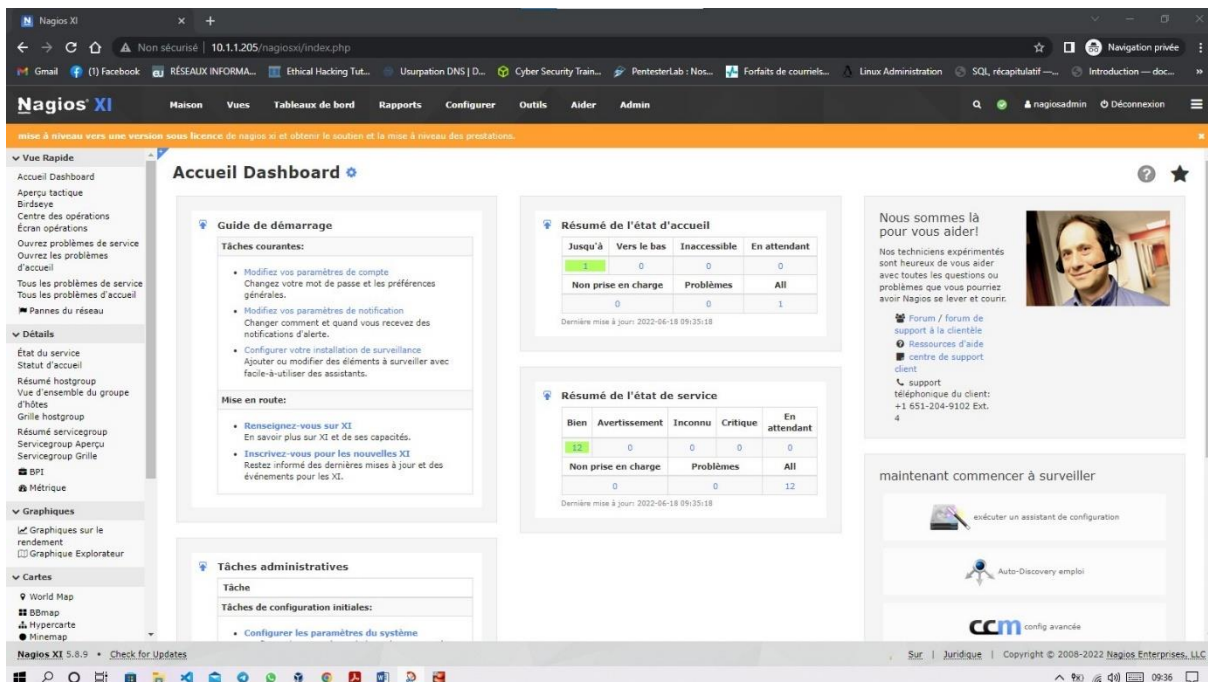 Nagios XI
Non sécurisé | 10.1.1.205/nagiosxi/index.php
Navigation privée
Gmail
(1) Facebook
RÉSEAUX INFORMA...
Ethical Hacking Tut...
Usurpation DNS | D...
Cyber Security Train...
PentesterLab : Nos...
Forfaits de courriels...
Linux Administration
SQL, récapitulatif —...
Introduction — doc...
»
Nagios® XI
Maison
Vues
Tableaux de bord
Rapports
Configurer
Outils
Aider
Admin
nagiosadmin
Déconnexion
mise à niveau vers une version sous licence de nagios xi et obtenir le soutien et la mise à niveau des prestations.
Vue Rapide
Accueil Dashboard
Aperçu tactique
Birdseye
Centre des opérations
Écran opérations
Ouvrez problèmes de service
Ouvrez les problèmes
d'accueil
Tous les problèmes de service
Tous les problèmes d'accueil
Pannes du réseau
Détails
État du service
Statut d'accueil
Résumé hostgroup
Vue d'ensemble du groupe
d'hôtes
Grille hostgroup
Résumé servicegroup
Servicegroup Aperçu
Servicegroup Grille
BPI
Métrique
Graphiques
Graphiques sur le
rendement
Graphique Explorateur
Cartes
World Map
BBmap
Hypercarte
Minemap
Accueil Dashboard
Guide de démarrage
Tâches courantes:
Modifiez vos paramètres de compte
Changez votre mot de passe et les préférences
générales.
Modifiez vos paramètres de notification
Changer comment et quand vous recevez des
notifications d'alerte.
Configurer votre installation de surveillance
Ajouter ou modifier des éléments à surveiller avec
facile-à-utiliser des assistants.
Mise en route:
Renseignez-vous sur XI
En savoir plus sur XI et de ses capacités.
Inscrivez-vous pour les nouvelles XI
Restez informé des dernières mises à jour et des
événements pour les XI.
Tâches administratives
Tâche
Tâches de configuration initiales:
Configurer les paramètres du système
Résumé de l'état d'accueil
Jusqu'à Vers le bas Inaccessible En attendant
1 0 0 0
Non prise en charge Problèmes All
0 0 1
Dernière mise à jour: 2022-06-18 09:35:18
Résumé de l'état de service
Bien Avertissement Inconnu Critique En attendant
12 0 0 0 0
Non prise en charge Problèmes All
0 0 12
Dernière mise à jour: 2022-06-18 09:35:18
Nous sommes là
pour vous aider!
Nos techniciens expérimentés
sont heureux de vous aider
avec toutes les questions ou
problèmes que vous pourriez
avoir Nagios se lever et courir.
Forum / forum de
support à la clientèle
Ressources d'aide
centre de support
client
support
téléphonique du client:
+1 651-204-9102 Ext.
4
maintenant commencer à surveiller
exécuter un assistant de configuration
Auto-Discovery emploi
ccm config avancée
Nagios XI 5.8.9 • Check for Updates
Sur | Juridique | Copyright © 2008-2022 Nagios Enterprises, LLC
09:36